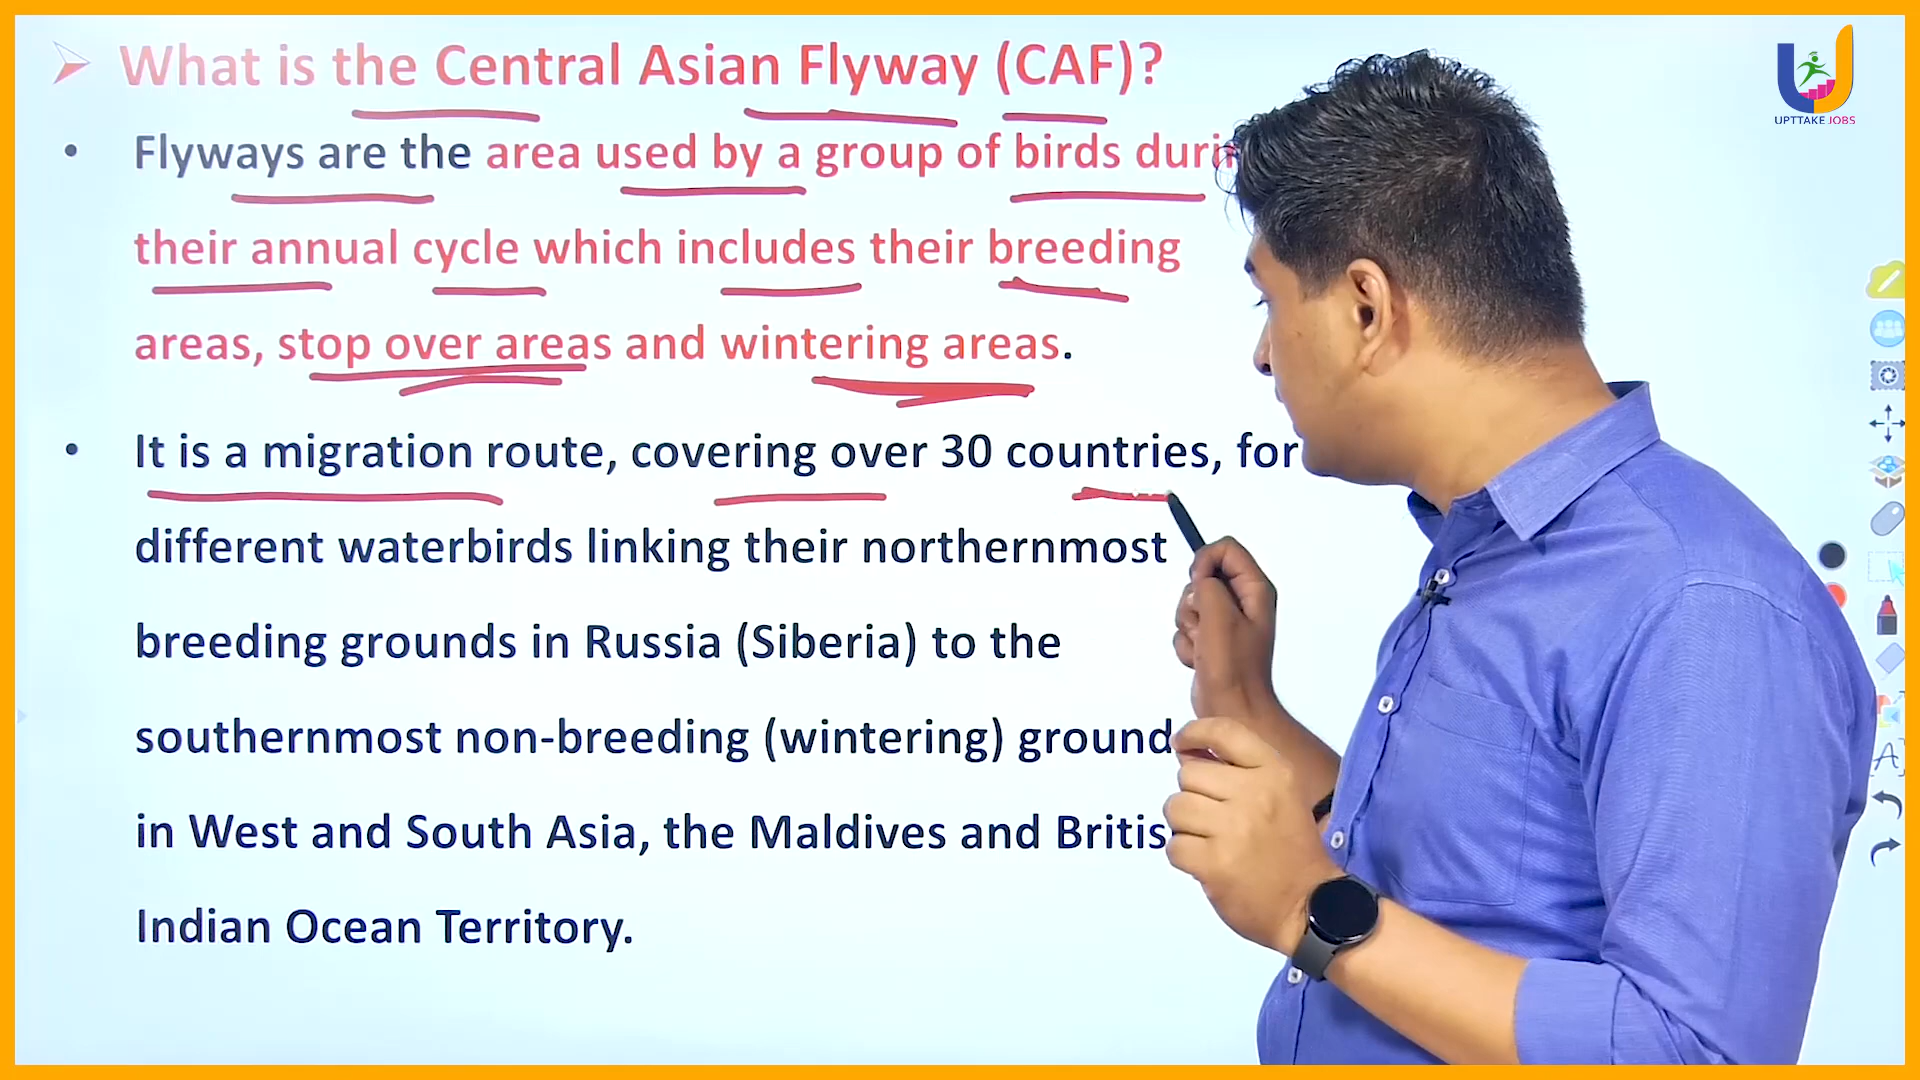 What is the Central Asian Flyway (CAF)?
Flyways are the area used by a group of birds
their annual cycle which includes their breeding
areas, stop over areas and wintering areas.
It is a migration route, covering over 30 countries, for
different waterbirds linking their northernmost
breeding grounds in Russia (Siberia) to the
southernmost non-breeding (wintering)
in West and South Asia, the Maldives and
Indian Ocean Territory.
UPTTAKE JOBS